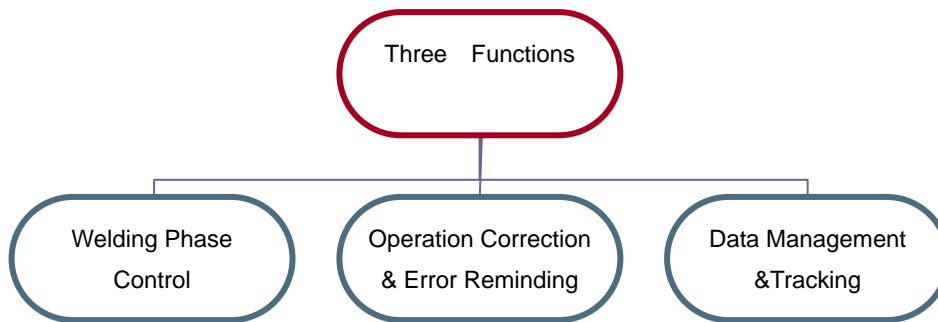 Three Functions
Welding Phase
Control
Operation Correction
& Error Reminding
Data Management
&Tracking